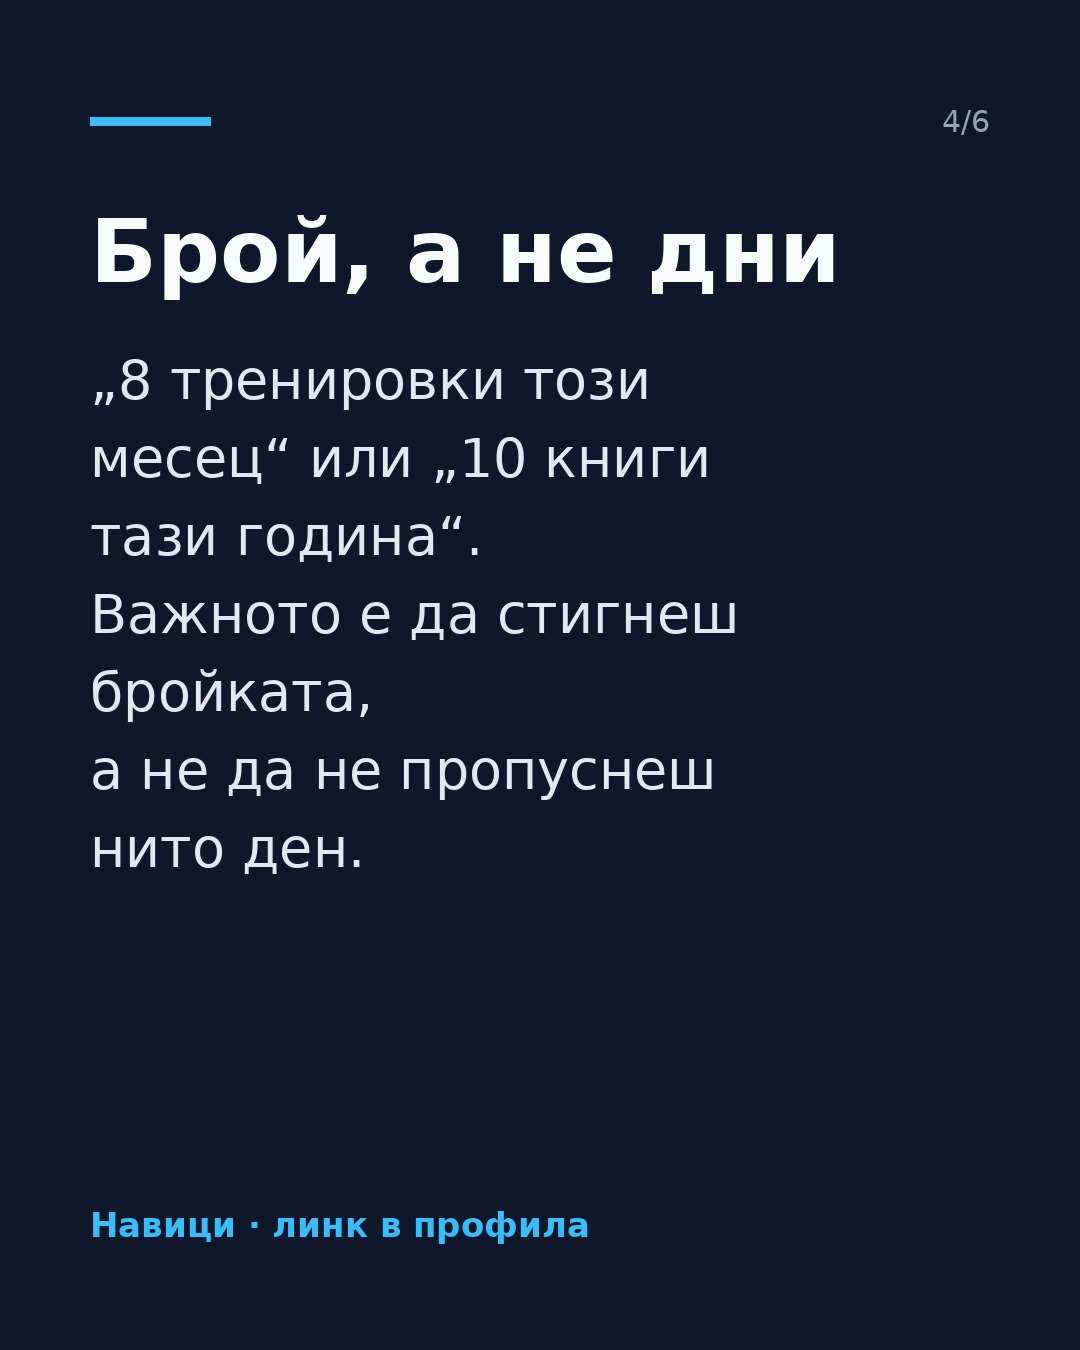 4/6
Брой, а не дни
„8 тренировки този
месец“ или „10 книги
тази година“.
Важното е да стигнеш
бройката,
а не да не пропуснеш
нито ден.
Навици · линк в профила